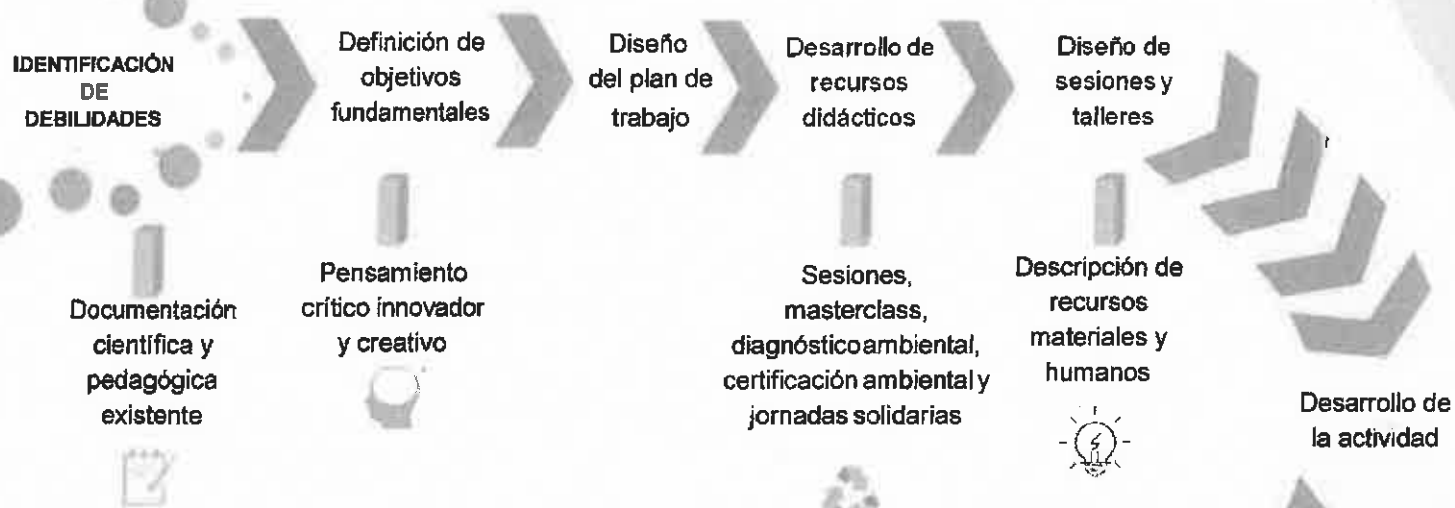 IDENTIFICACIÓN
DE
DEBILIDADES
Definición de
objetivos
fundamentales
Diseño
del plan de
trabajo
Desarrollo de
recursos
didácticos
Diseño de
sesiones y
talleres
Documentación
científica y
pedagógica
existente
Pensamiento
crítico innovador
y creativo
Sesiones,
masterclass,
diagnóstico ambiental,
certificación ambiental y
jornadas solidarias
Descripción de
recursos
materiales y
humanos
Desarrollo de
la actividad